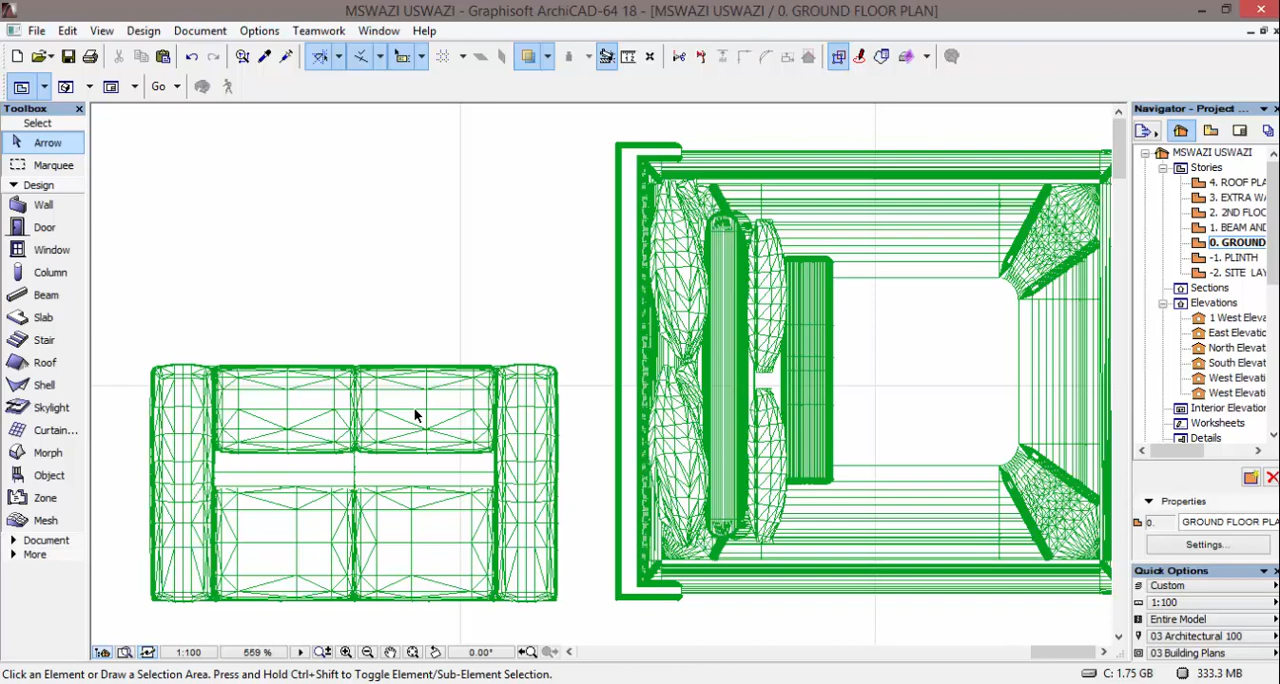 MSWAZI USWAZI - Graphisoft ArchiCAD-64 18 - [MSWAZI USWAZI / 0. GROUND FLOOR PLAN]
File Edit View Design Document Options Teamwork Window Help
Go
Toolbox
Select
Arrow
Marquee
Design
Wall
Door
Window
Column
Beam
Slab
Stair
Roof
Shell
Skylight
Curtain...
Morph
Object
Zone
Mesh
Document
More
Navigator - Project ...
MSWAZI USWAZI
Stories
4. ROOF PLA
3. EXTRA WA
2. 2ND FLOC
1. BEAM AND
0. GROUND
-1. PLINTH
-2. SITE LAY
Sections
Elevations
1 West Eleva
East Elevatio
North Elevat
South Elevat
West Elevati
West Elevati
Interior Elevation
Worksheets
Details
Properties
0. GROUND FLOOR PLA
Settings...
Quick Options
Custom
1:100
Entire Model
03 Architectural 100
03 Building Plans
1:100 559 % 0.00°
Click an Element or Draw a Selection Area. Press and Hold Ctrl+Shift to Toggle Element/Sub-Element Selection. C: 1.75 GB 333.3 MB